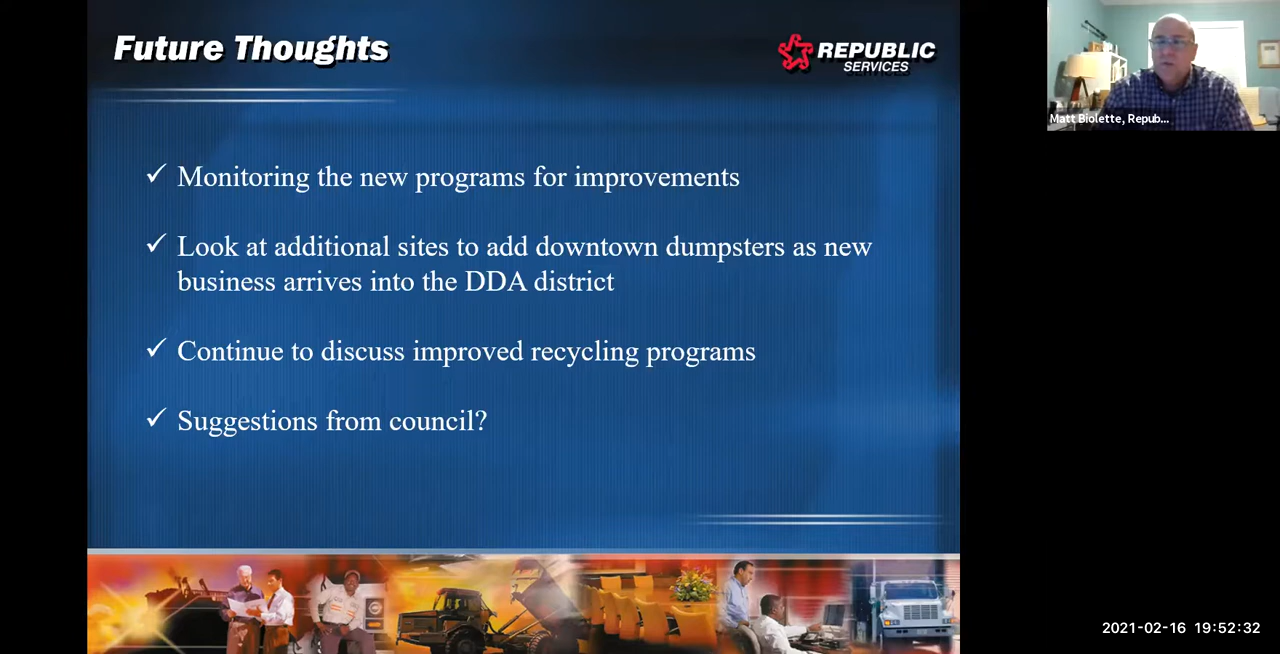 Future Thoughts
REPUBLIC
SERVICES
Matt Biolette, Repub...
✓ Monitoring the new programs for improvements
✓ Look at additional sites to add downtown dumpsters as new
business arrives into the DDA district
✓ Continue to discuss improved recycling programs
✓ Suggestions from council?
2021-02-16 19:52:32